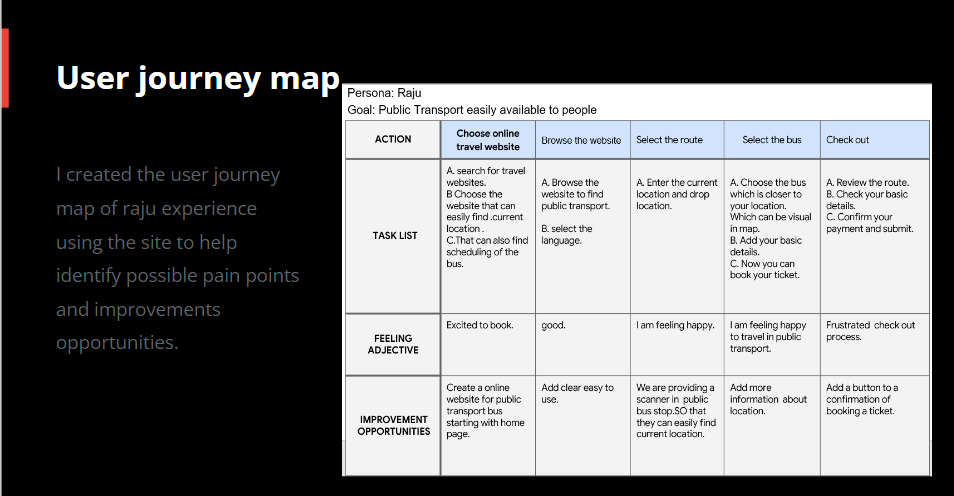 User journey map
I created the user journey
map of raju experience
using the site to help
identify possible pain points
and improvements
opportunities.
Persona: Raju
Goal: Public Transport easily available to people
ACTION
Choose online
travel website
Browse the website
Select the route
Select the bus
Check out
TASK LIST
A. search for travel
websites.
B Choose the
website that can
easily find .current
location .
C.That can also find
scheduling of the
bus.
A. Browse the
website to find
public transport.
B. select the
language.
A. Enter the current
location and drop
location.
A. Choose the bus
which is closer to
your location.
Which can be visual
in map.
B. Add your basic
details.
C. Now you can
book your ticket.
A. Review the route.
B. Check your basic
details.
C. Confirm your
payment and submit.
FEELING
ADJECTIVE
Excited to book.
good.
I am feeling happy.
I am feeling happy
to travel in public
transport.
Frustrated check out
process.
IMPROVEMENT
OPPORTUNITIES
Create a online
website for public
transport bus
starting with home
page.
Add clear easy to
use.
We are providing a
scanner in public
bus stop.SO that
they can easily find
current location.
Add more
information about
location.
Add a button to a
confirmation of
booking a ticket.